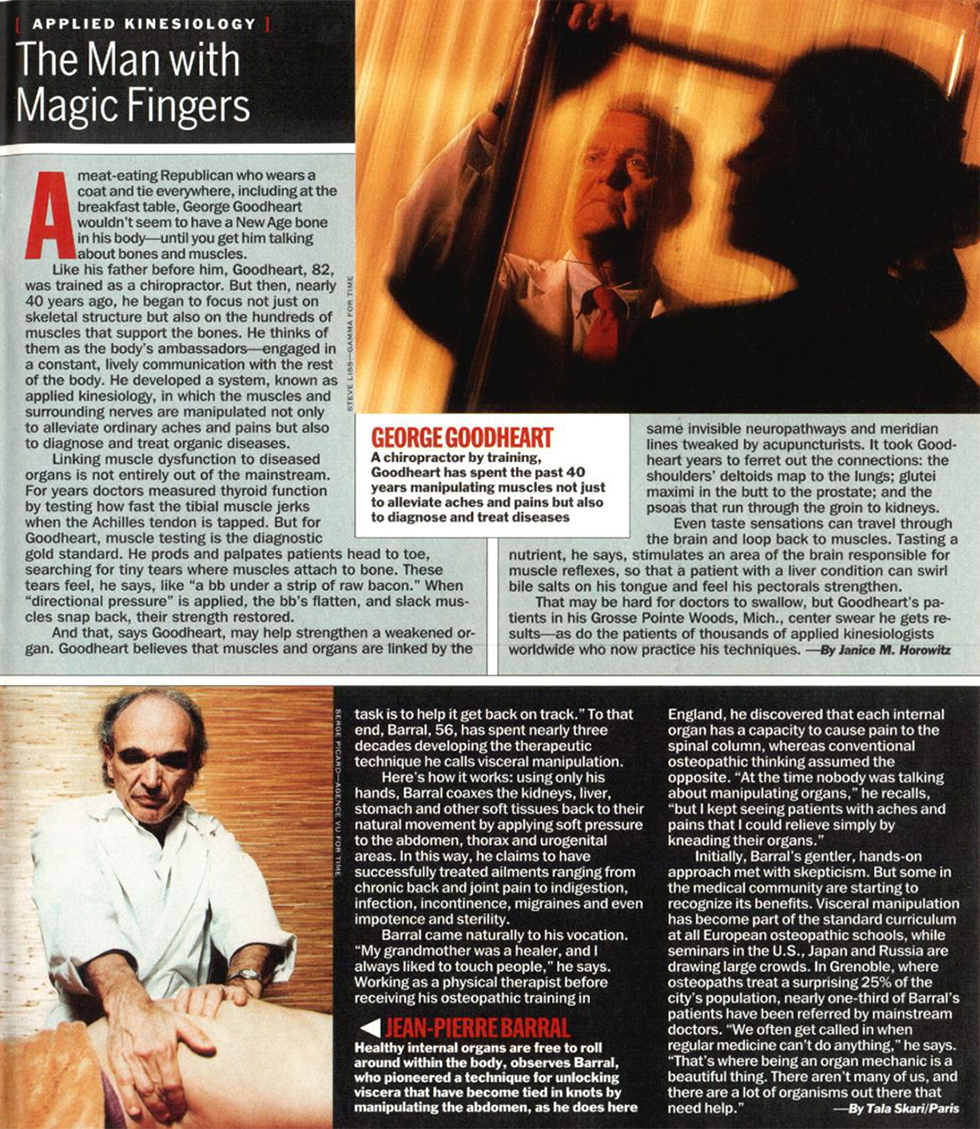 [ APPLIED KINESIOLOGY ]
The Man with
Magic Fingers
A meat-eating Republican who wears a
coat and tie everywhere, including at the
breakfast table, George Goodheart
wouldn't seem to have a New Age bone
in his body—until you get him talking
about bones and muscles.
Like his father before him, Goodheart, 82,
was trained as a chiropractor. But then, nearly
40 years ago, he began to focus not just on
skeletal structure but also on the hundreds of
muscles that support the bones. He thinks of
them as the body's ambassadors—engaged in
a constant, lively communication with the rest
of the body. He developed a system, known as
applied kinesiology, in which the muscles and
surrounding nerves are manipulated not only
to alleviate ordinary aches and pains but also
to diagnose and treat organic diseases.
Linking muscle dysfunction to diseased
organs is not entirely out of the mainstream.
For years doctors measured thyroid function
by testing how fast the tibial muscle jerks
when the Achilles tendon is tapped. But for
Goodheart, muscle testing is the diagnostic
gold standard. He prods and palpates patients head to toe,
searching for tiny tears where muscles attach to bone. These
tears feel, he says, like "a bb under a strip of raw bacon." When
"directional pressure" is applied, the bb's flatten, and slack mus-
cles snap back, their strength restored.
And that, says Goodheart, may help strengthen a weakened or-
gan. Goodheart believes that muscles and organs are linked by the
STEVE LISS—GAMMA FOR TIME
GEORGE GOODHEART
A chiropractor by training,
Goodheart has spent the past 40
years manipulating muscles not just
to alleviate aches and pains but also
to diagnose and treat diseases
same invisible neuropathways and meridian
lines tweaked by acupuncturists. It took Good-
heart years to ferret out the connections: the
shoulders' deltoids map to the lungs; glutei
maximi in the butt to the prostate; and the
psoas that run through the groin to kidneys.
Even taste sensations can travel through
the brain and loop back to muscles. Tasting a
nutrient, he says, stimulates an area of the brain responsible for
muscle reflexes, so that a patient with a liver condition can swirl
bile salts on his tongue and feel his pectorals strengthen.
That may be hard for doctors to swallow, but Goodheart's pa-
tients in his Grosse Pointe Woods, Mich., center swear he gets re-
sults—as do the patients of thousands of applied kinesiologists
worldwide who now practice his techniques. —By Janice M. Horowitz
SERGE PICARD—AGENCE VU FOR TIME
task is to help it get back on track." To that
end, Barral, 56, has spent nearly three
decades developing the therapeutic
technique he calls visceral manipulation.
Here's how it works: using only his
hands, Barral coaxes the kidneys, liver,
stomach and other soft tissues back to their
natural movement by applying soft pressure
to the abdomen, thorax and urogenital
areas. In this way, he claims to have
successfully treated ailments ranging from
chronic back and joint pain to indigestion,
infection, incontinence, migraines and even
impotence and sterility.
Barral came naturally to his vocation.
"My grandmother was a healer, and I
always liked to touch people," he says.
Working as a physical therapist before
receiving his osteopathic training in
JEAN-PIERRE BARRAL
Healthy internal organs are free to roll
around within the body, observes Barral,
who pioneered a technique for unlocking
viscera that have become tied in knots by
manipulating the abdomen, as he does here
England, he discovered that each internal
organ has a capacity to cause pain to the
spinal column, whereas conventional
osteopathic thinking assumed the
opposite. "At the time nobody was talking
about manipulating organs," he recalls,
"but I kept seeing patients with aches and
pains that I could relieve simply by
kneading their organs."
Initially, Barral's gentler, hands-on
approach met with skepticism. But some in
the medical community are starting to
recognize its benefits. Visceral manipulation
has become part of the standard curriculum
at all European osteopathic schools, while
seminars in the U.S., Japan and Russia are
drawing large crowds. In Grenoble, where
osteopaths treat a surprising 25% of the
city's population, nearly one-third of Barral's
patients have been referred by mainstream
doctors. "We often get called in when
regular medicine can't do anything," he says.
"That's where being an organ mechanic is a
beautiful thing. There aren't many of us, and
there are a lot of organisms out there that
need help." —By Tala Skari/Paris